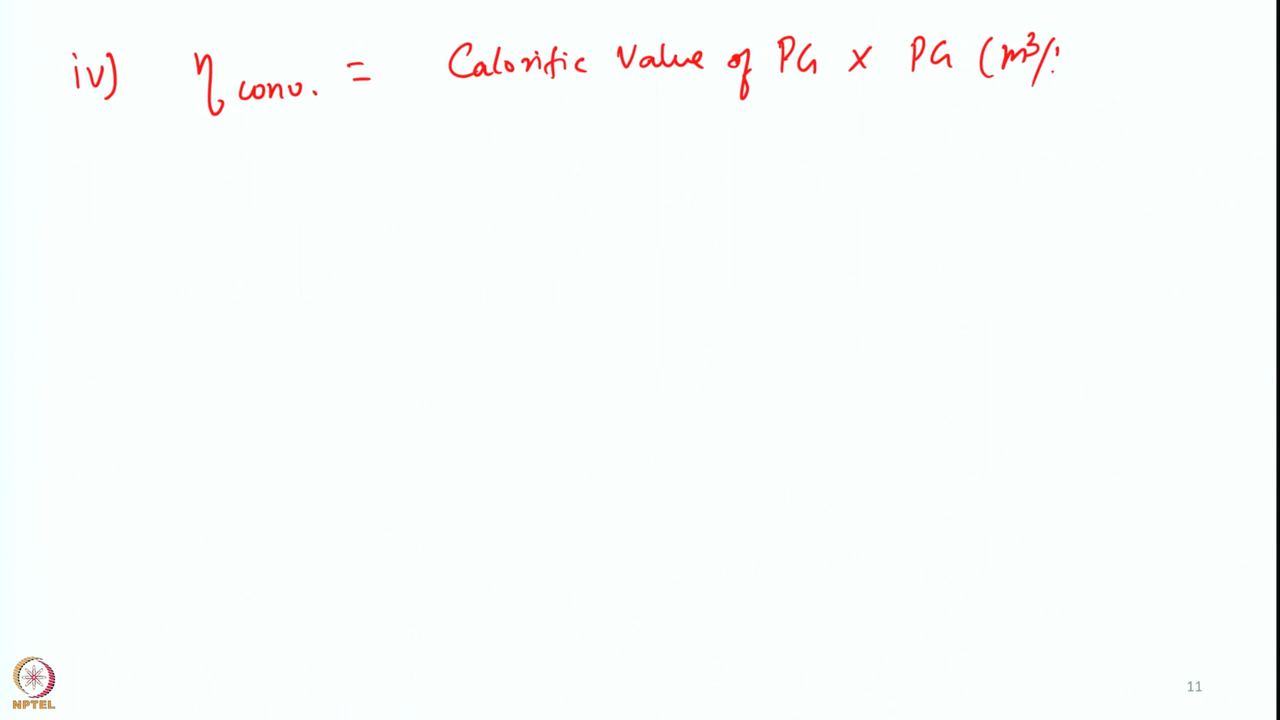 iv) η conv. = Calorific Value of PG × PG (m³/
NPTEL
11